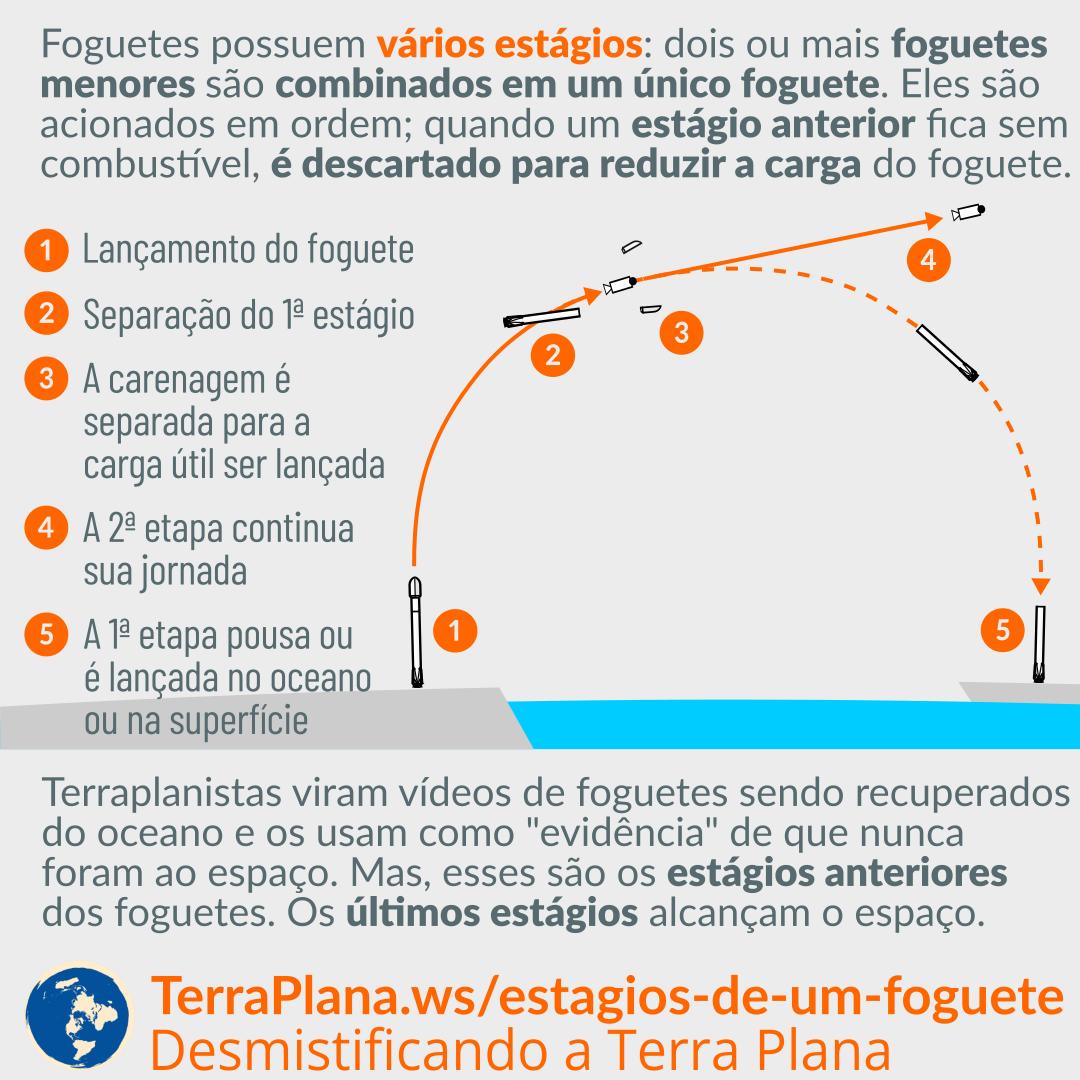 Foguetes possuem vários estágios: dois ou mais foguetes
menores são combinados em um único foguete. Eles são
acionados em ordem; quando um estágio anterior fica sem
combustível, é descartado para reduzir a carga do foguete.
1 Lançamento do foguete
2 Separação do 1ª estágio
3 A carenagem é
separada para a
carga útil ser lançada
4 A 2ª etapa continua
sua jornada
5 A 1ª etapa pousa ou
é lançada no oceano
ou na superfície
4
3
2
1
5
Terraplanistas viram vídeos de foguetes sendo recuperados
do oceano e os usam como "evidência" de que nunca
foram ao espaço. Mas, esses são os estágios anteriores
dos foguetes. Os últimos estágios alcançam o espaço.
TerraPlana.ws/estagios-de-um-foguete
Desmistificando a Terra Plana